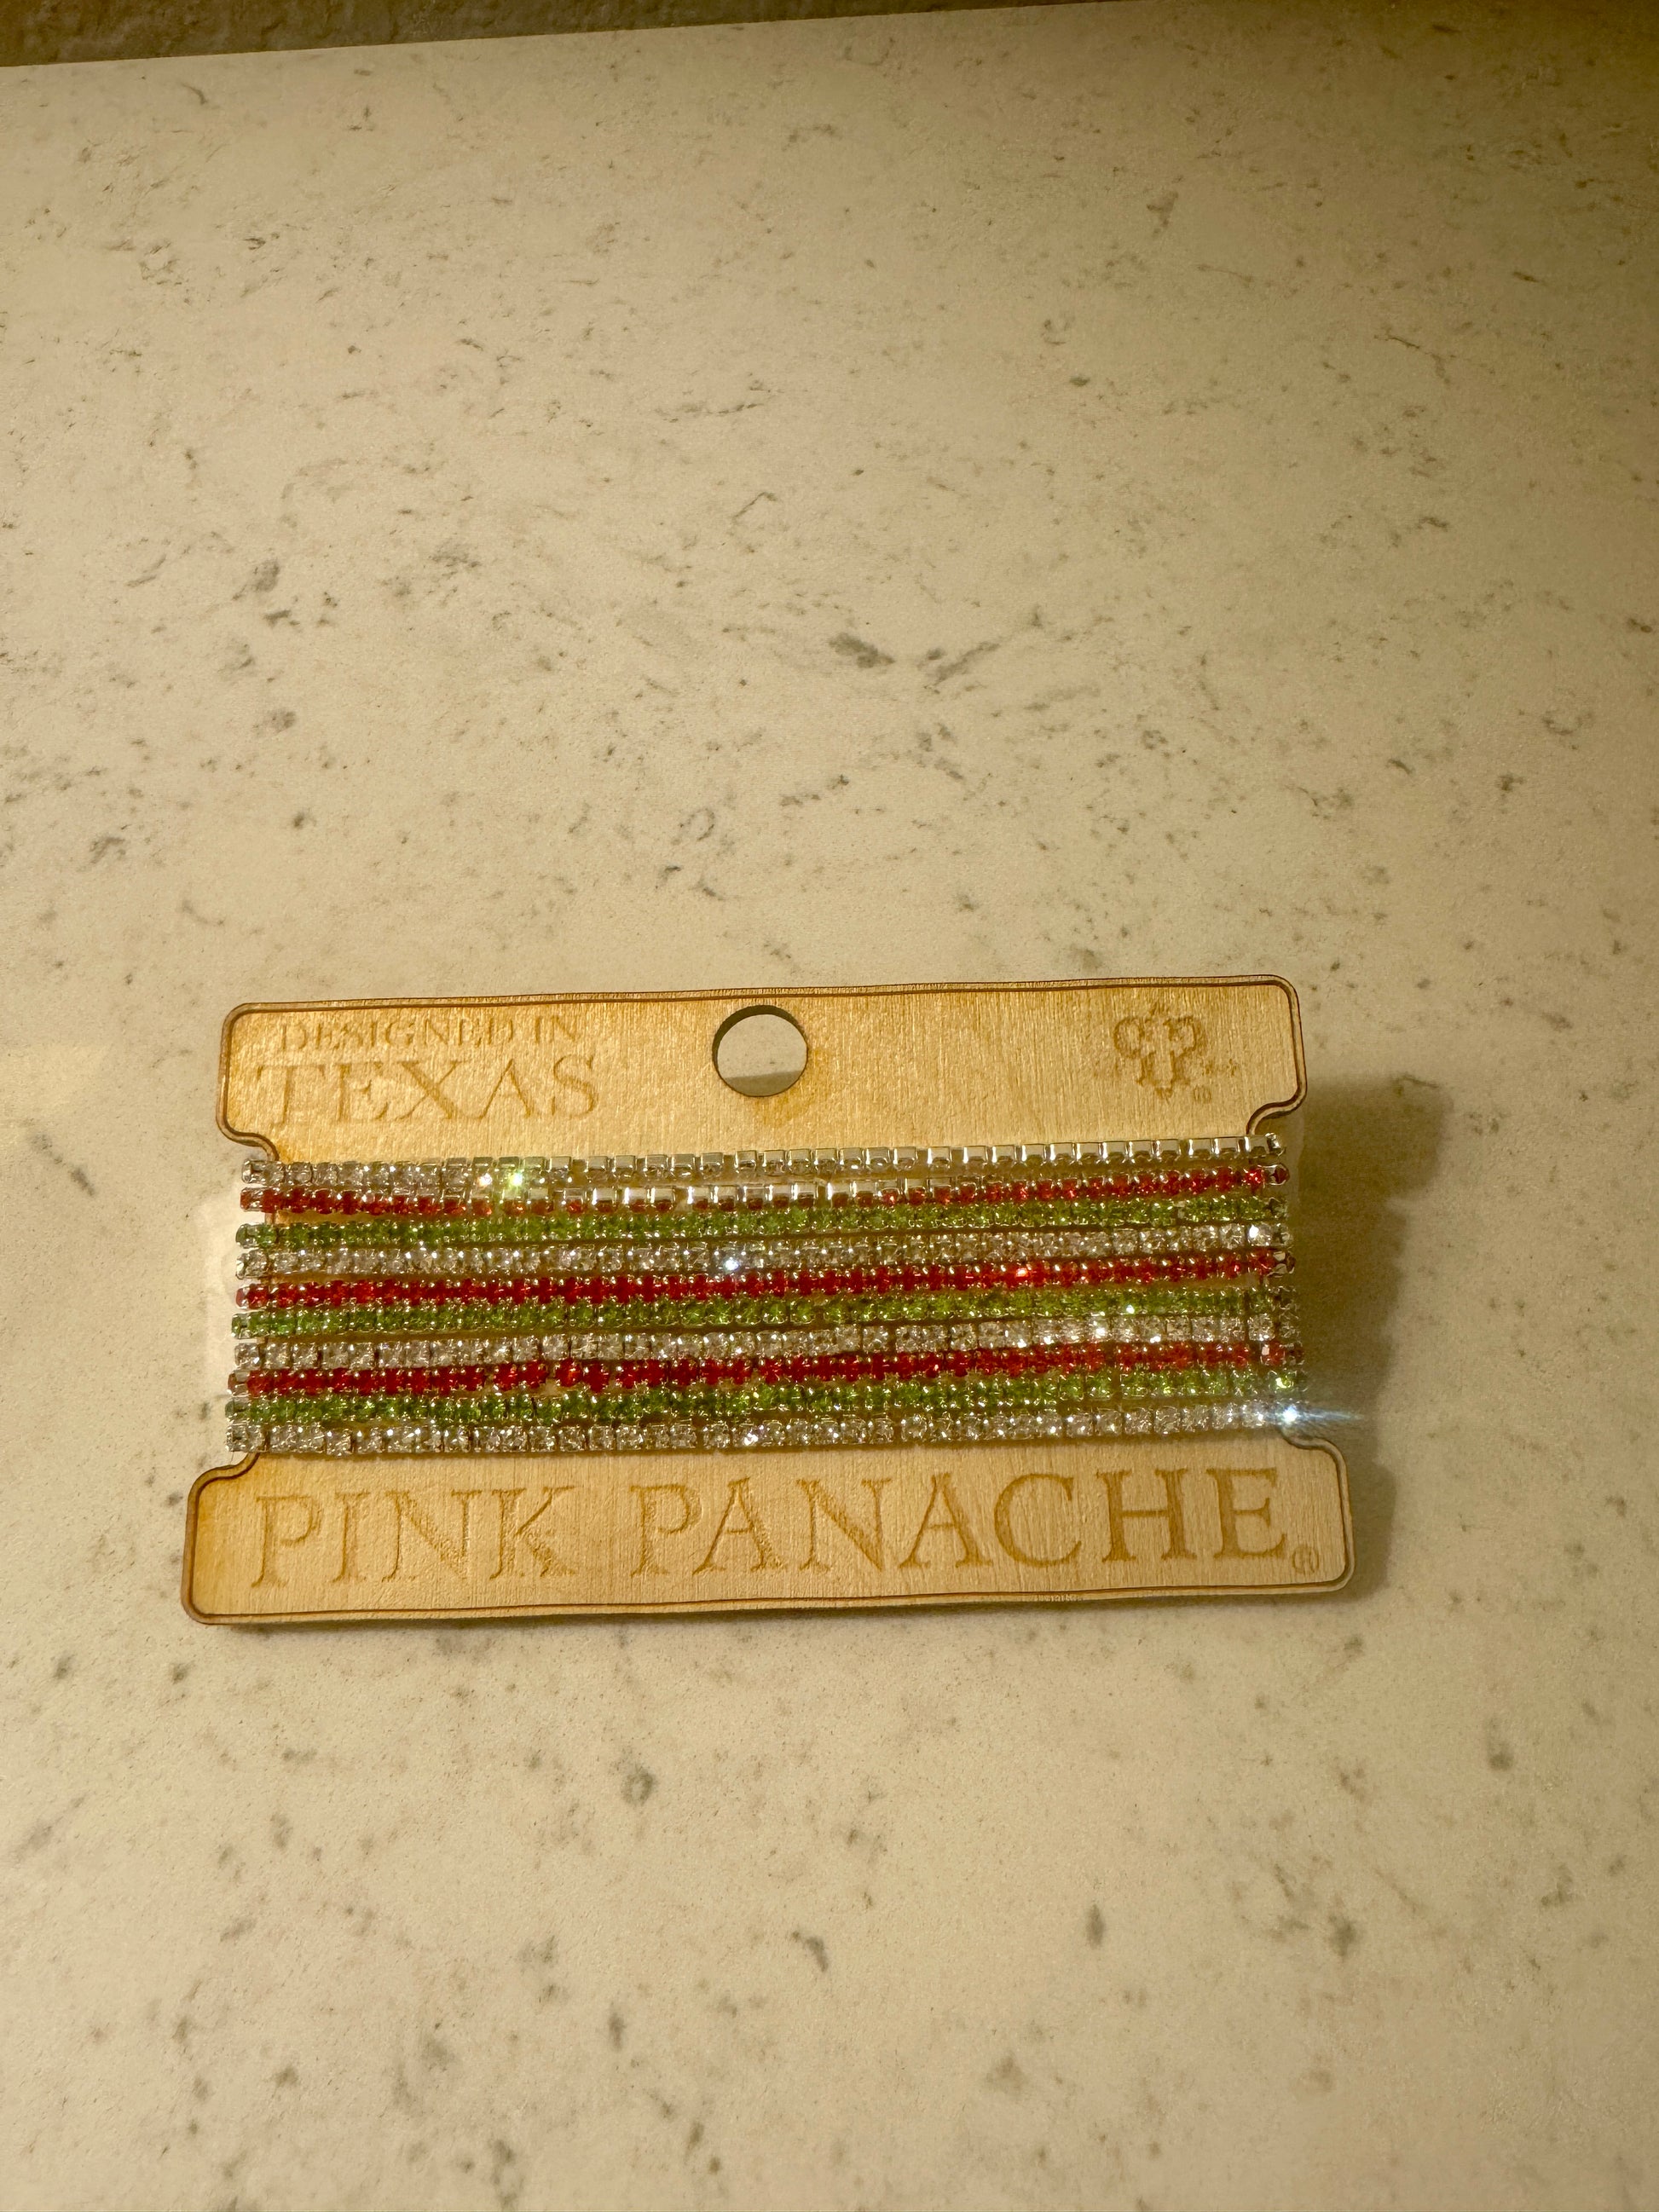 DESIGNED IN
TEXAS
PINK PANACHE®